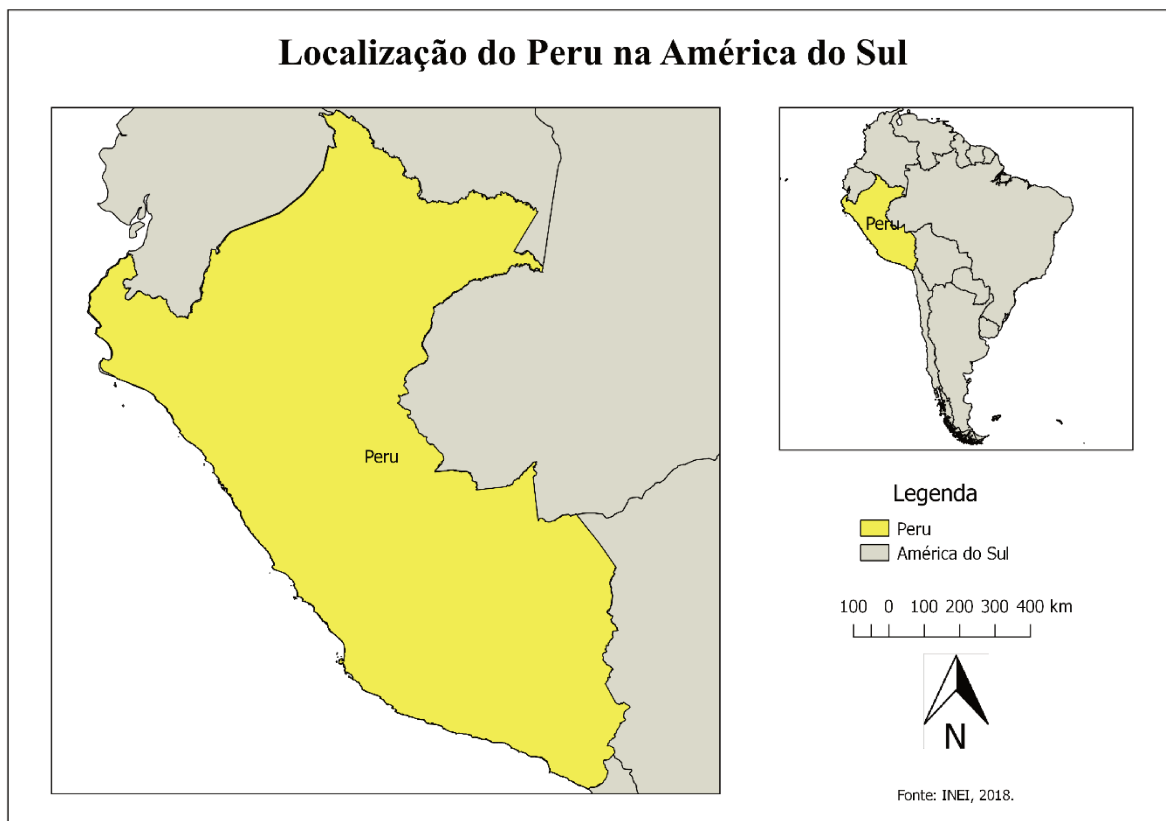 Localização do Peru na América do Sul
Peru
Peru
Legenda
Peru
América do Sul
100 0 100 200 300 400 km
N
Fonte: INEI, 2018.